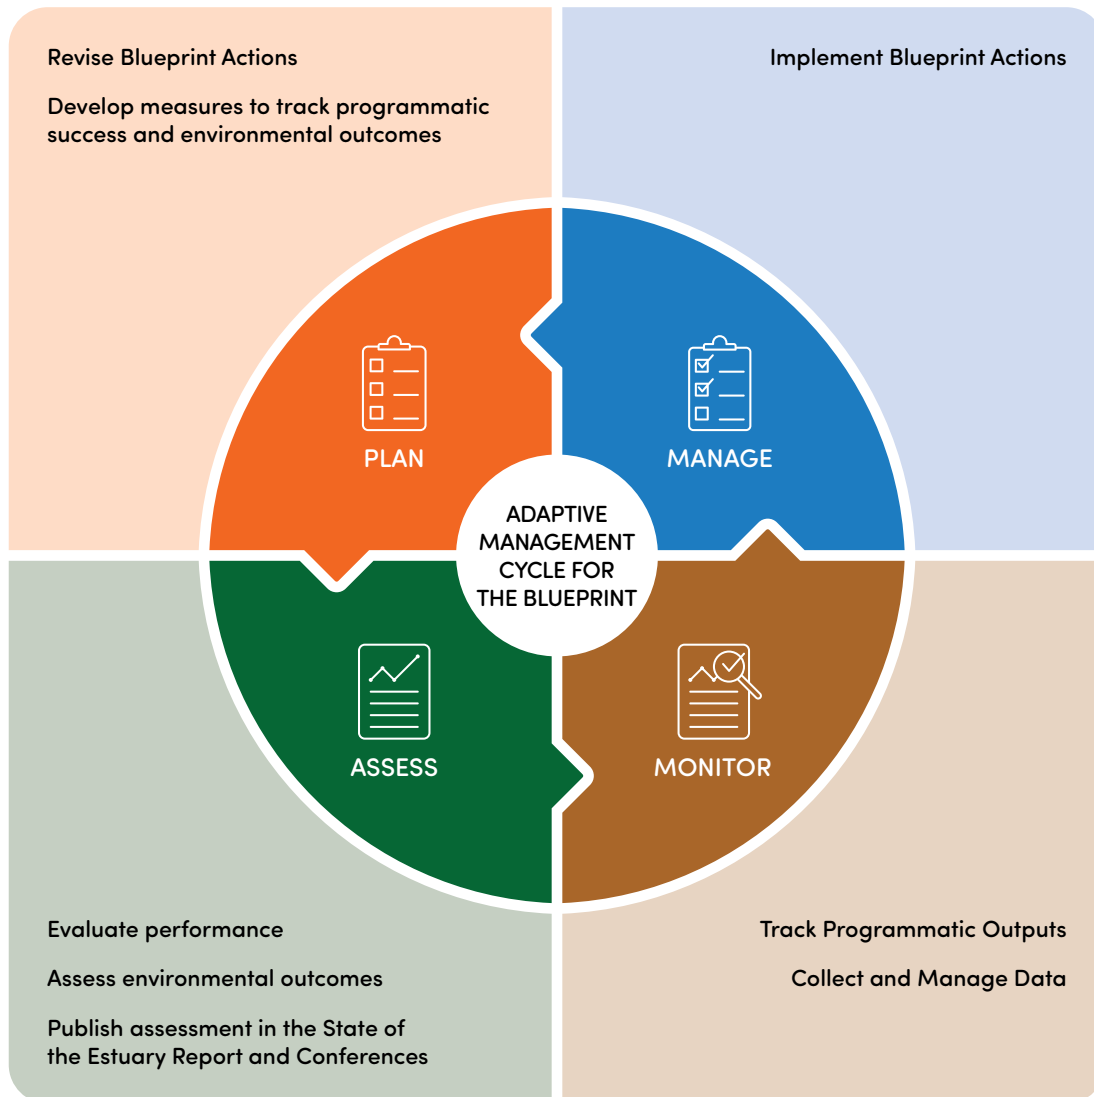 Revise Blueprint Actions
Develop measures to track programmatic
success and environmental outcomes
Implement Blueprint Actions
PLAN
MANAGE
ADAPTIVE
MANAGEMENT
CYCLE FOR
THE BLUEPRINT
ASSESS
MONITOR
Evaluate performance
Assess environmental outcomes
Publish assessment in the State of
the Estuary Report and Conferences
Track Programmatic Outputs
Collect and Manage Data